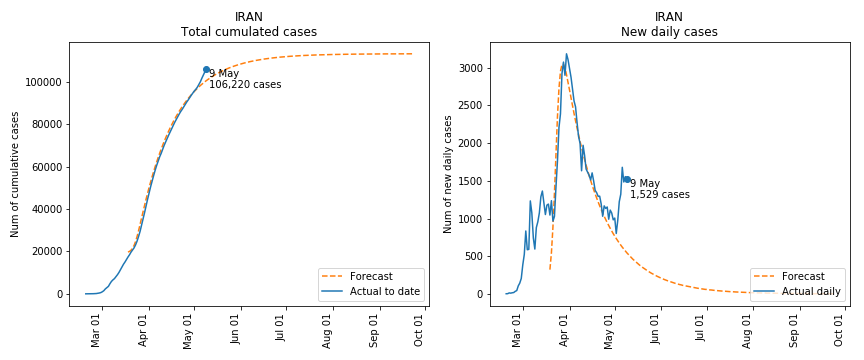 IRAN
Total cumulated cases
Num of cumulative cases
100000
80000
60000
40000
20000
0
9 May
106,220 cases
Forecast
Actual to date
Mar 01
Apr 01
May 01
Jun 01
Jul 01
Aug 01
Sep 01
Oct 01
IRAN
New daily cases
Num of new daily cases
3000
2500
2000
1500
1000
500
0
9 May
1,529 cases
Forecast
Actual daily
Mar 01
Apr 01
May 01
Jun 01
Jul 01
Aug 01
Sep 01
Oct 01